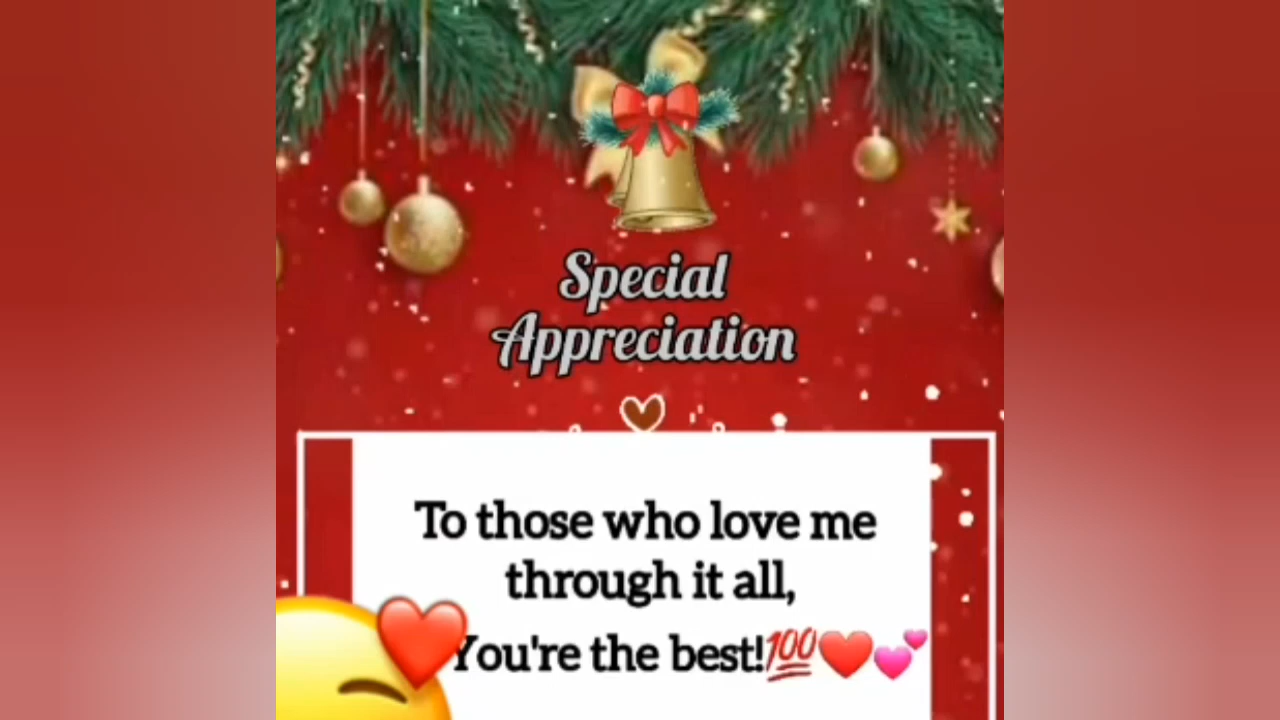 Special
Appreciation
To those who love me
through it all,
You're the best!💯❤️💕